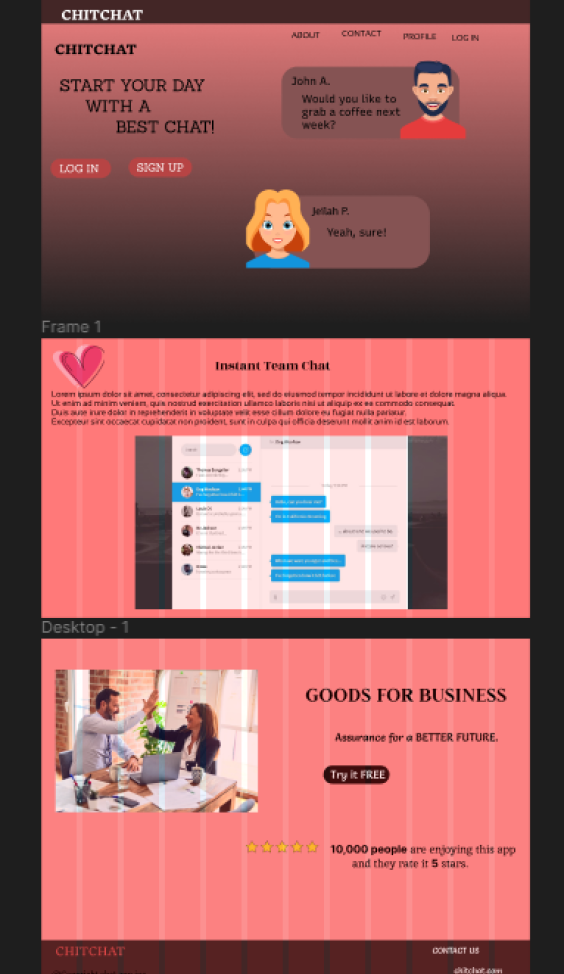 CHITCHAT
ABOUT
CONTACT
PROFILE
LOG IN
CHITCHAT
START YOUR DAY
WITH A
BEST CHAT!
LOG IN
SIGN UP
John A.
Would you like to
grab a coffee next
week?
Jellah P.
Yeah, sure!
Frame 1
Instant Team Chat
Lorem ipsum dolor sit amet, consectetur adipiscing elit, sed do eiusmod tempor incididunt ut labore et dolore magna aliqua.
Ut enim ad minim veniam, quis nostrud exercitation ullamco laboris nisi ut aliquip ex ea commodo consequat.
Duis aute irure dolor in reprehenderit in voluptate velit esse cillum dolore eu fugiat nulla pariatur.
Excepteur sint occaecat cupidatat non proident, sunt in culpa qui officia deserunt mollit anim id est laborum.
Desktop - 1
GOODS FOR BUSINESS
Assurance for a BETTER FUTURE.
Try it FREE
10,000 people are enjoying this app
and they rate it 5 stars.
CHITCHAT
CONTACT US
chitchat.com